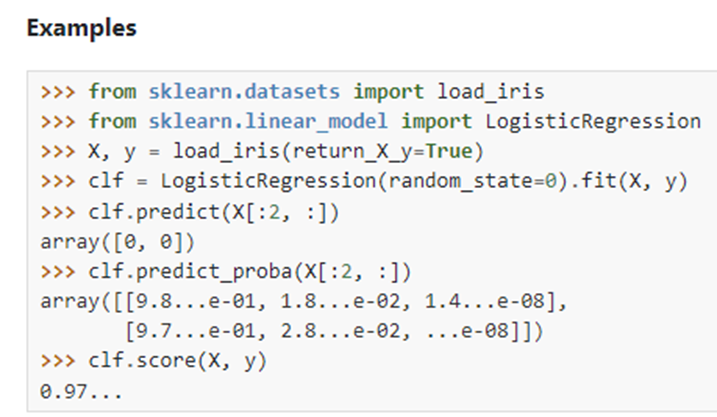 Examples
>>> from sklearn.datasets import load_iris
>>> from sklearn.linear_model import LogisticRegression
>>> X, y = load_iris(return_X_y=True)
>>> clf = LogisticRegression(random_state=0).fit(X, y)
>>> clf.predict(X[:2, :])
array([0, 0])
>>> clf.predict_proba(X[:2, :])
array([[9.8...e-01, 1.8...e-02, 1.4...e-08],
       [9.7...e-01, 2.8...e-02, ...e-08]])
>>> clf.score(X, y)
0.97...